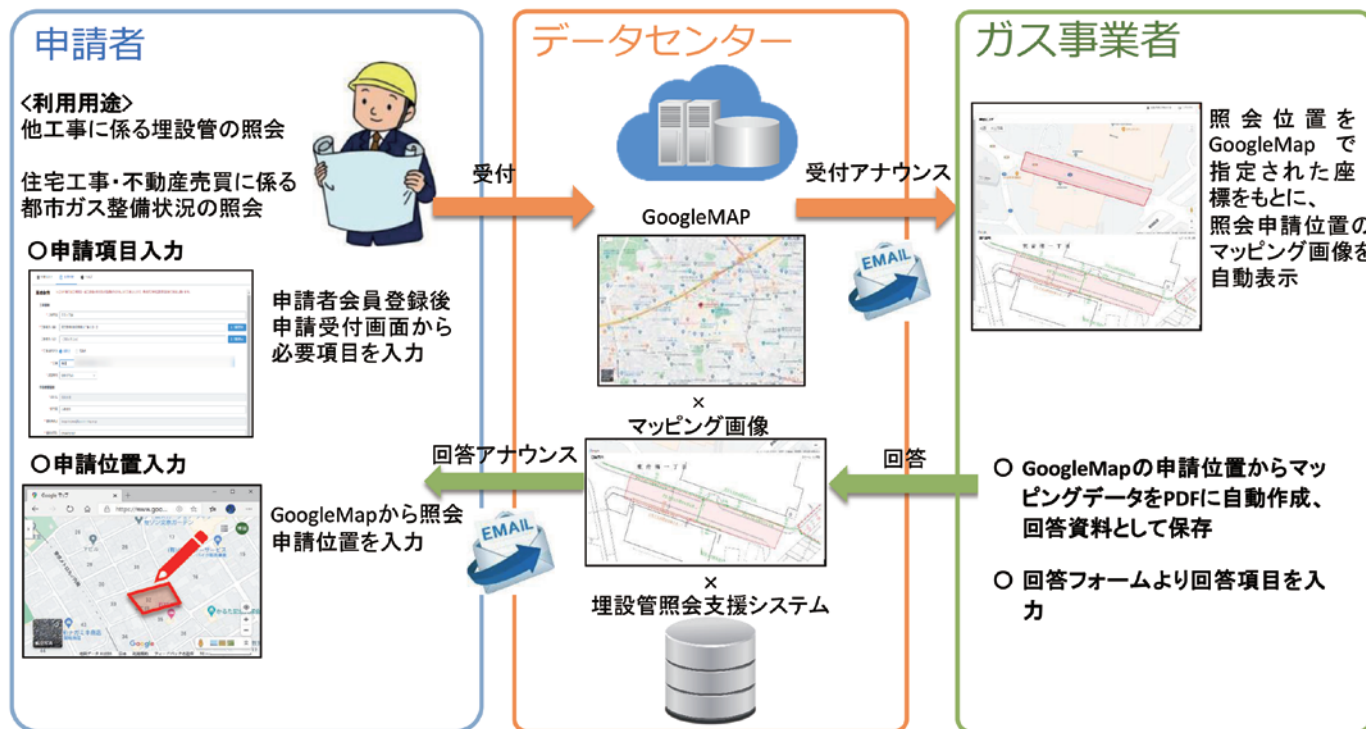 申請者
<利用用途>
他工事に係る埋設管の照会
住宅工事・不動産売買に係る
都市ガス整備状況の照会
〇申請項目入力
申請者会員登録後
申請受付画面から
必要項目を入力
〇申請位置入力
Google マップ
https://www.goo...
Google
GoogleMapから照会
申請位置を入力
受付
回答アナウンス
EMAIL
データセンター
GoogleMAP
×
マッピング画像
×
埋設管照会支援システム
受付アナウンス
EMAIL
回答
ガス事業者
照会位置を
GoogleMap で
指定された座
標をもとに、
照会申請位置の
マッピング画像を
自動表示
〇 GoogleMapの申請位置からマッ
ピングデータをPDFに自動作成、
回答資料として保存
〇 回答フォームより回答項目を入
力